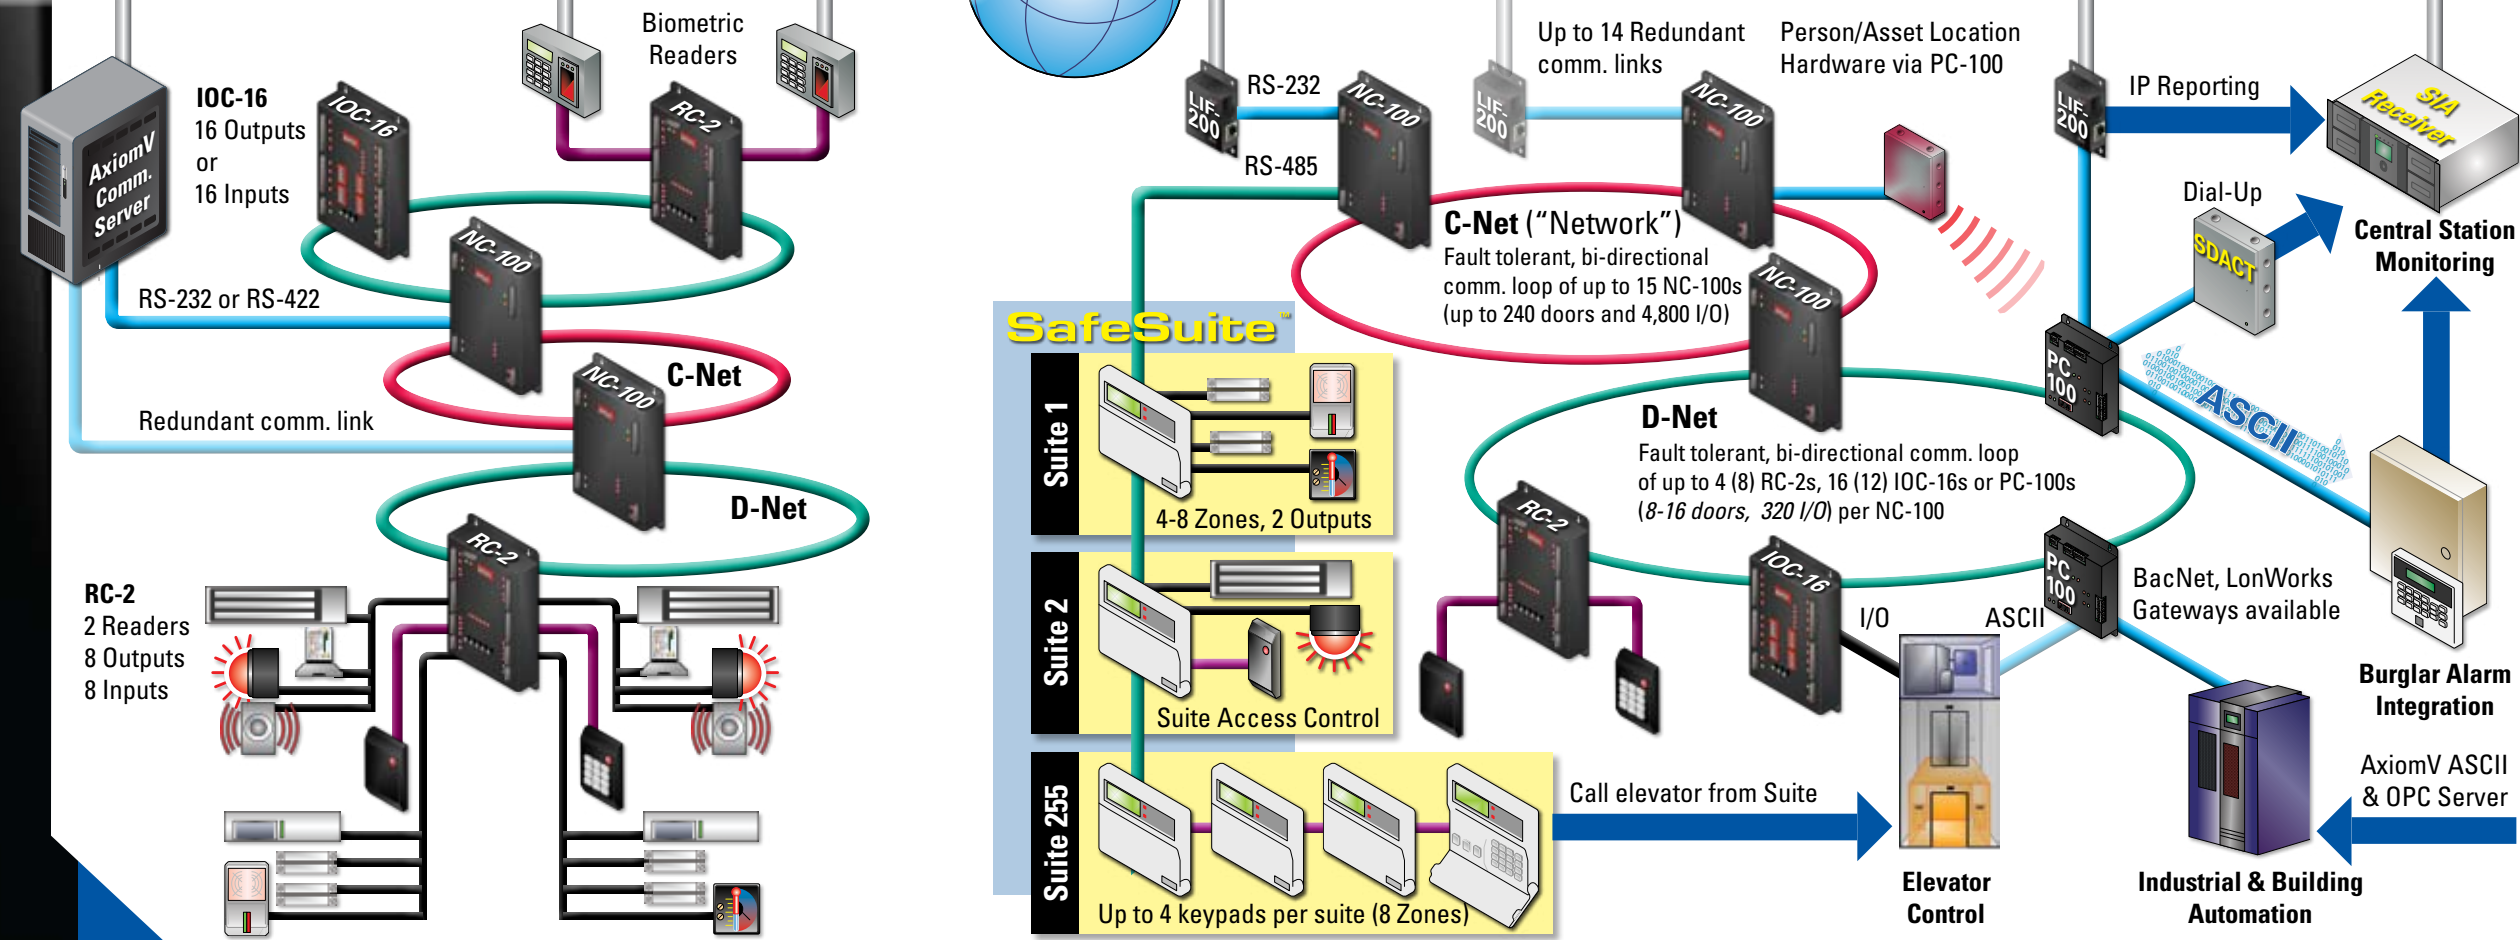 Biometric
Readers
IOC-16
16 Outputs
or
16 Inputs
IOC-16
RC-2
AxiomV
Comm.
Server
NC-100
RS-232 or RS-422
C-Net
NC-100
Redundant comm. link
D-Net
RC-2
RC-2
2 Readers
8 Outputs
8 Inputs
LIF-
200
RS-232
NC-100
RS-485
Up to 14 Redundant
comm. links
LIF-
200
NC-100
Person/Asset Location
Hardware via PC-100
LIF-
200
IP Reporting
SIA
Receiver
Dial-Up
SDACT
Central Station
Monitoring
C-Net ("Network")
Fault tolerant, bi-directional
comm. loop of up to 15 NC-100s
(up to 240 doors and 4,800 I/O)
NC-100
SafeSuite™
Suite 1
4-8 Zones, 2 Outputs
Suite 2
Suite Access Control
Suite 255
Up to 4 keypads per suite (8 Zones)
D-Net
Fault tolerant, bi-directional comm. loop
of up to 4 (8) RC-2s, 16 (12) IOC-16s or PC-100s
(8-16 doors, 320 I/O) per NC-100
PC
100
ASCII
RC-2
IOC-16
PC
100
I/O
ASCII
BacNet, LonWorks
Gateways available
Burglar Alarm
Integration
Call elevator from Suite
Elevator
Control
AxiomV ASCII
& OPC Server
Industrial & Building
Automation